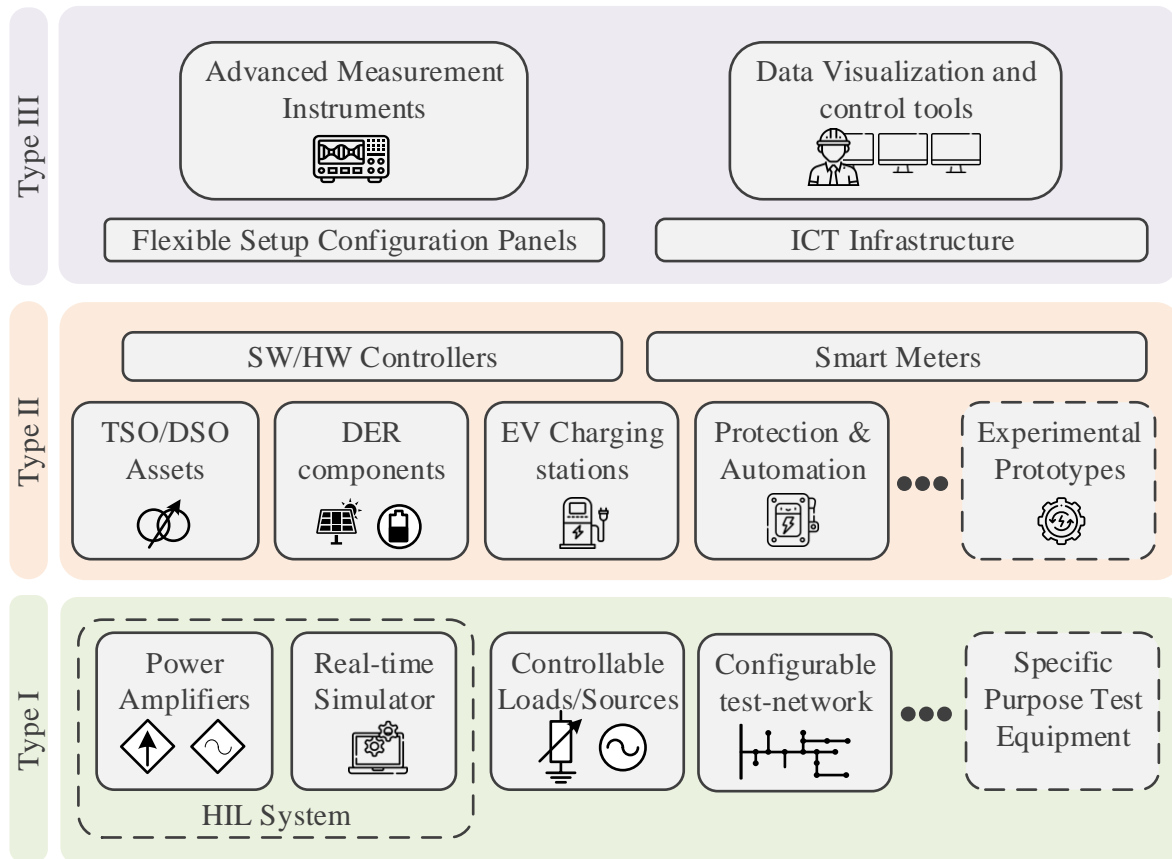 Type III
Advanced Measurement
Instruments
Data Visualization and
control tools
Flexible Setup Configuration Panels
ICT Infrastructure
Type II
SW/HW Controllers
Smart Meters
TSO/DSO
Assets
DER
components
EV Charging
stations
Protection &
Automation
Experimental
Prototypes
Type I
Power
Amplifiers
Real-time
Simulator
HIL System
Controllable
Loads/Sources
Configurable
test-network
Specific
Purpose Test
Equipment